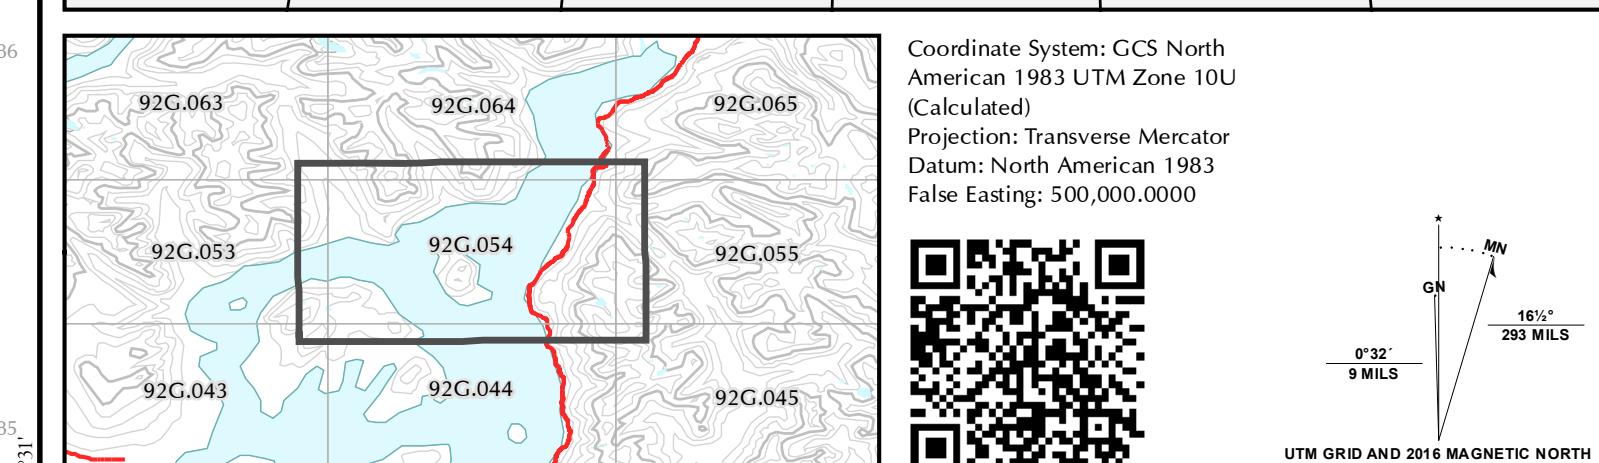 36
92G.063
92G.064
92G.065
92G.053
92G.054
92G.055
92G.043
92G.044
92G.045
35
°31'
Coordinate System: GCS North
American 1983 UTM Zone 10U
(Calculated)
Projection: Transverse Mercator
Datum: North American 1983
False Easting: 500,000.0000
MN
GN
16½°
293 MILS
0°32´
9 MILS
UTM GRID AND 2016 MAGNETIC NORTH